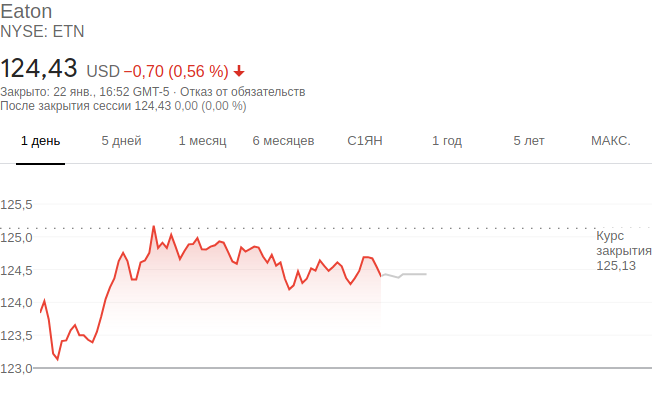 Eaton
NYSE: ETN
124,43 USD −0,70 (0,56 %)
Закрыто: 22 янв., 16:52 GMT-5 · Отказ от обязательств
После закрытия сессии 124,43 0,00 (0,00 %)
1 день 5 дней 1 месяц 6 месяцев С1ЯН 1 год 5 лет МАКС.
125,5
125,0
124,5
124,0
123,5
123,0
Курс
закрытия
125,13